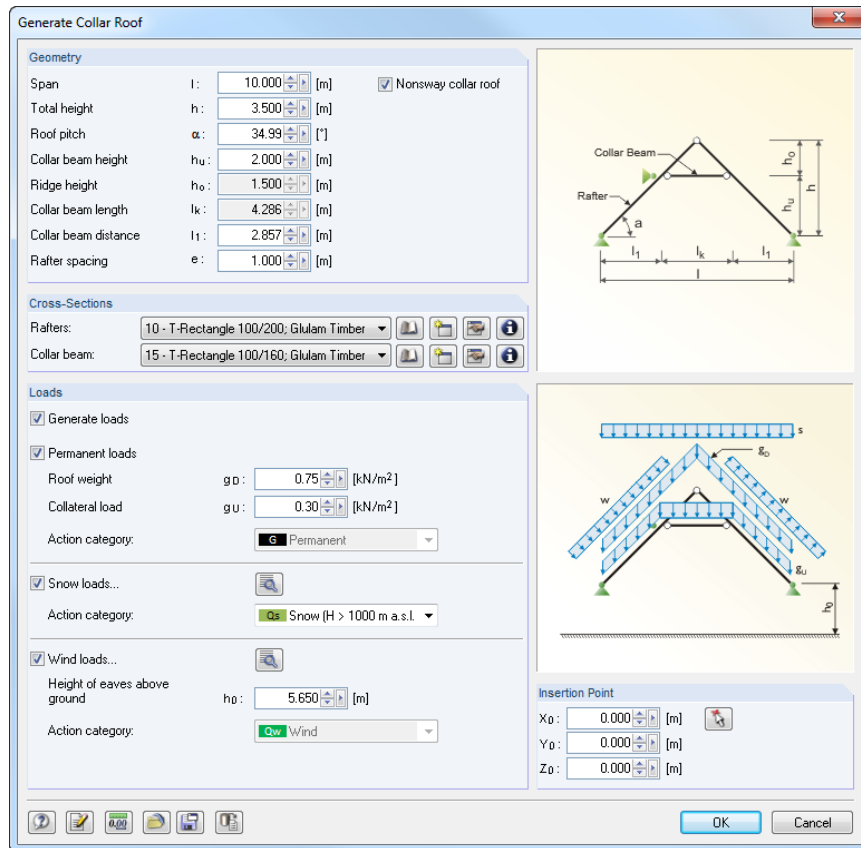 Generate Collar Roof
Geometry
Span l: 10.000 [m] Nonsway collar roof
Total height h: 3.500 [m]
Roof pitch α: 34.99 [°]
Collar beam height hu: 2.000 [m]
Ridge height ho: 1.500 [m]
Collar beam length lk: 4.286 [m]
Collar beam distance l1: 2.857 [m]
Rafter spacing e: 1.000 [m]
Collar Beam
Rafter
a
ho
hu
h
l1 lk l1
l
Cross-Sections
Rafters: 10 - T-Rectangle 100/200; Glulam Timber
Collar beam: 15 - T-Rectangle 100/160; Glulam Timber
Loads
Generate loads
Permanent loads
Roof weight gD: 0.75 [kN/m²]
Collateral load gU: 0.30 [kN/m²]
Action category: G Permanent
Snow loads...
Action category: Qs Snow (H > 1000 m a.s.l.
Wind loads...
Height of eaves above
ground h0: 5.650 [m]
Action category: Qw Wind
s
gD
w w
gU
h0
Insertion Point
X0: 0.000 [m]
Y0: 0.000 [m]
Z0: 0.000 [m]
0.00
OK Cancel